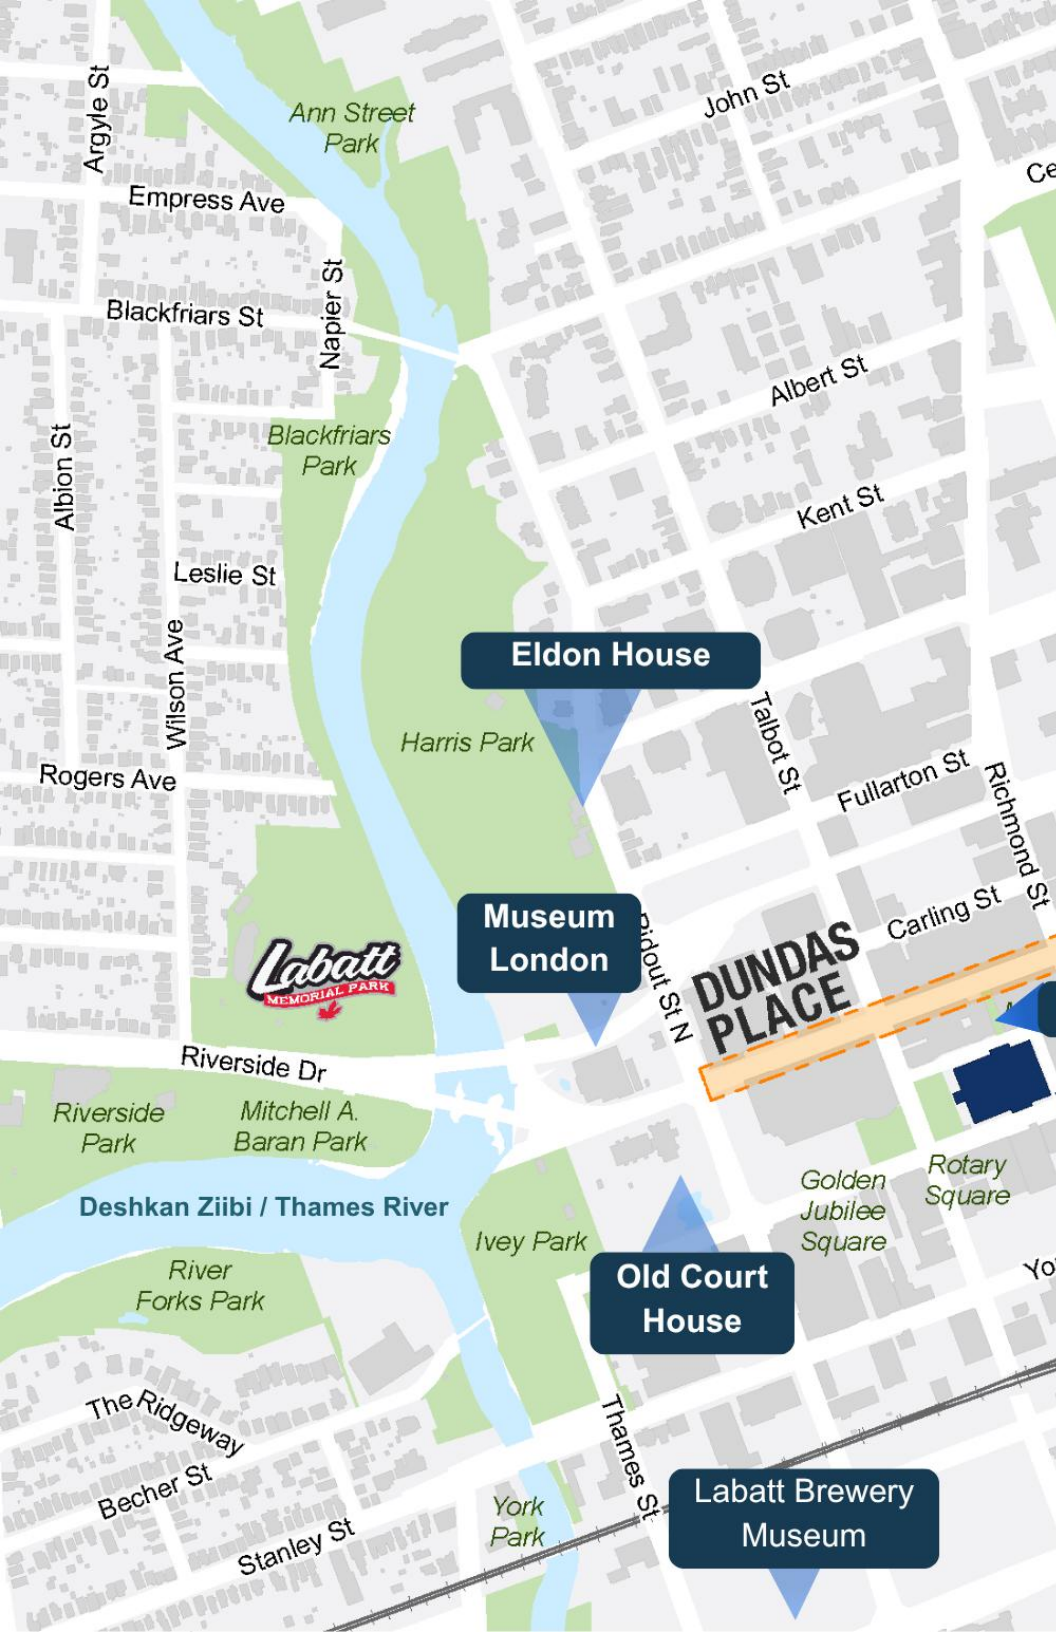 Argyle St
Ann Street
Park
John St
Ce
Empress Ave
Napier St
Blackfriars St
Albert St
Albion St
Blackfriars
Park
Kent St
Leslie St
Wilson Ave
Eldon House
Harris Park
Talbot St
Rogers Ave
Fullarton St
Richmond St
Museum
London
Carling St
Ridout St N
DUNDAS
PLACE
Labatt
MEMORIAL PARK
Riverside Dr
Riverside
Park
Mitchell A.
Baran Park
Golden
Jubilee
Square
Rotary
Square
Deshkan Ziibi / Thames River
Ivey Park
River
Forks Park
Old Court
House
Yo
The Ridgeway
Becher St
Thames St
Stanley St
York
Park
Labatt Brewery
Museum